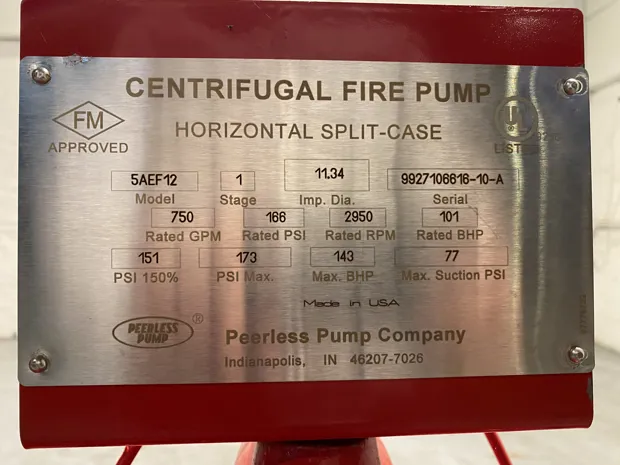 CENTRIFUGAL FIRE PUMP
FM
APPROVED
HORIZONTAL SPLIT-CASE
UL
LISTED
5AEF12 1 11.34 9927106616-10-A
Model Stage Imp. Dia. Serial
750 166 2950 101
Rated GPM Rated PSI Rated RPM Rated BHP
151 173 143 77
PSI 150% PSI Max. Max. BHP Max. Suction PSI
Made in USA
PEERLESS
PUMP
®
Peerless Pump Company
Indianapolis, IN 46207-7026